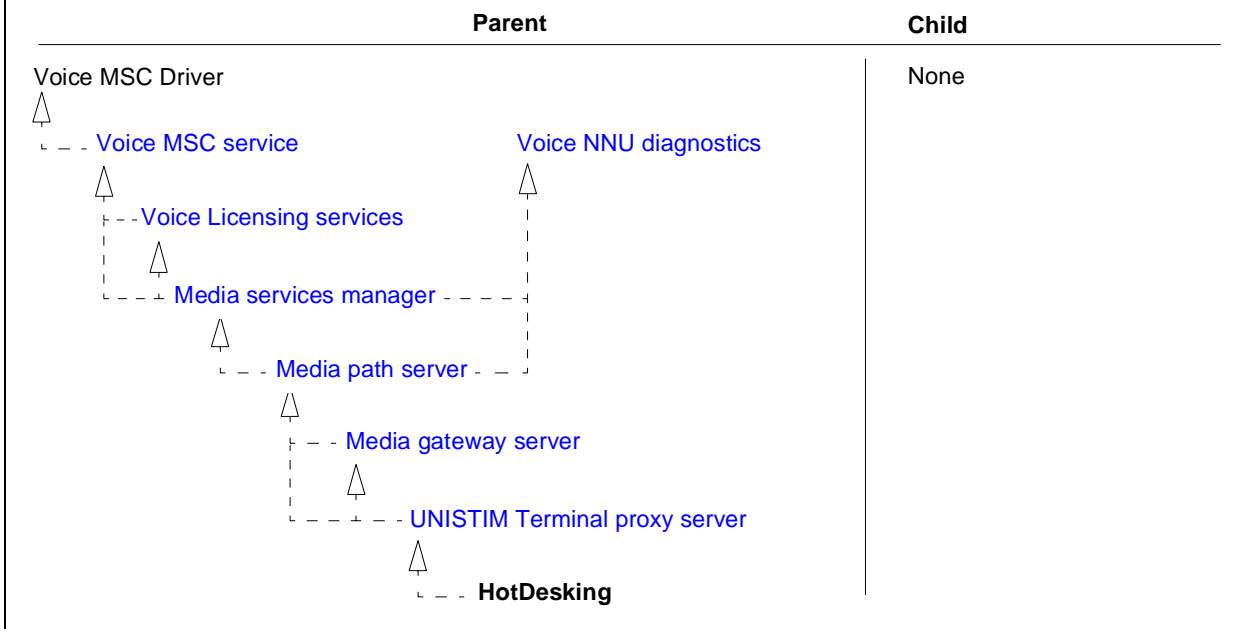 Parent
Child
Voice MSC Driver
None
Voice MSC service
Voice NNU diagnostics
Voice Licensing services
Media services manager
Media path server
Media gateway server
UNISTIM Terminal proxy server
HotDesking